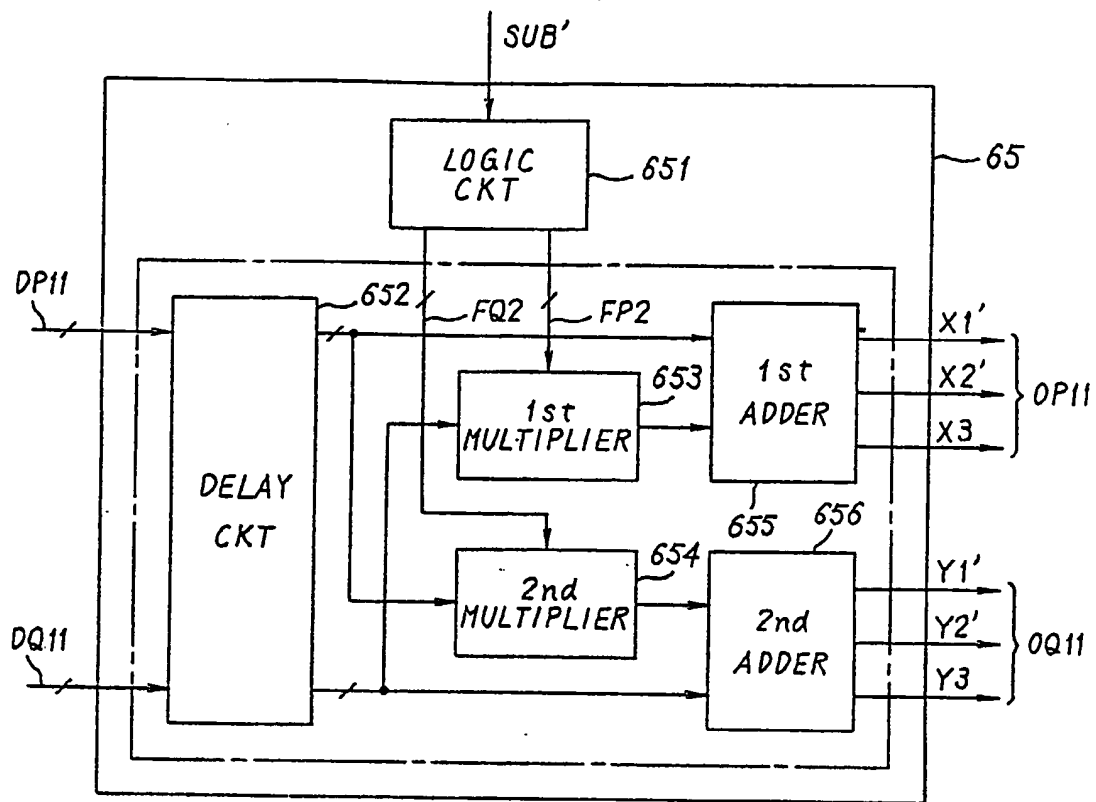 SUB'
LOGIC
CKT
651
65
DP11
652
FQ2
FP2
X1'
X2'
X3
OP11
1st
ADDER
653
1st
MULTIPLIER
DELAY
CKT
655
656
654
2nd
MULTIPLIER
2nd
ADDER
Y1'
Y2'
Y3
OQ11
DQ11